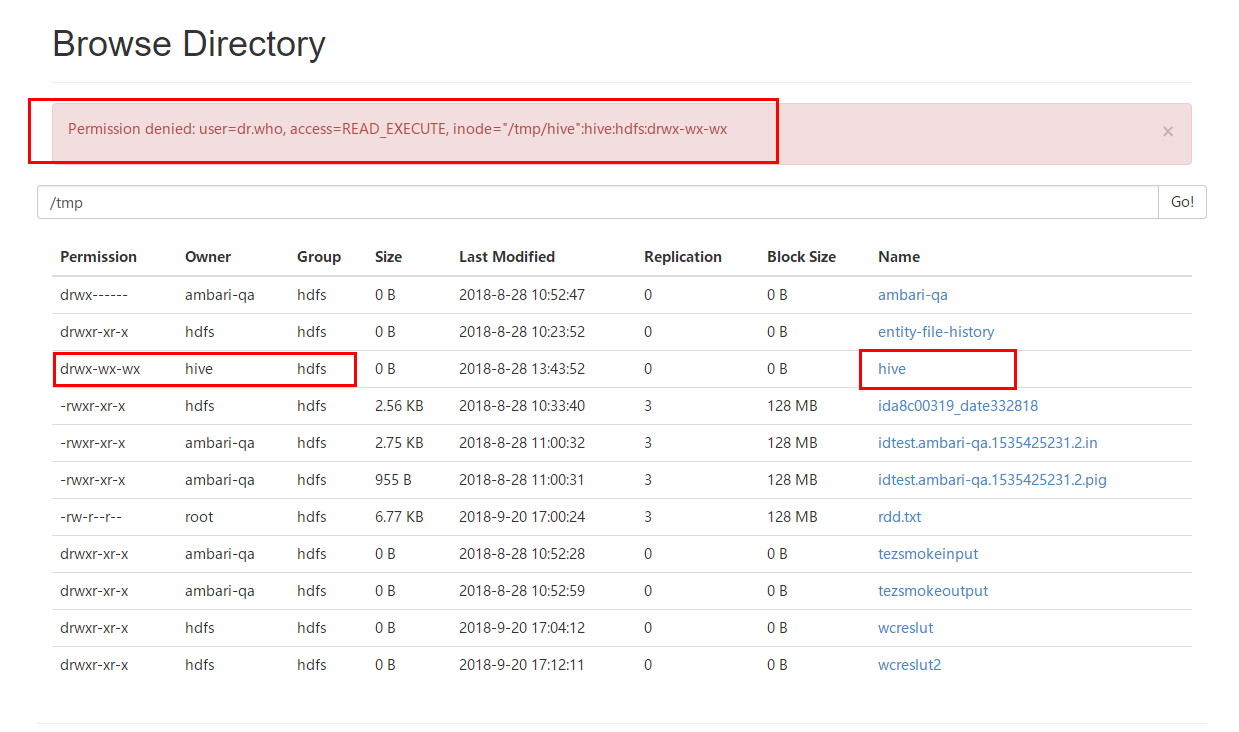 Browse Directory
Permission denied: user=dr.who, access=READ_EXECUTE, inode="/tmp/hive":hive:hdfs:drwx-wx-wx ×
/tmp Go!
Permission Owner Group Size Last Modified Replication Block Size Name
drwx------ ambari-qa hdfs 0 B 2018-8-28 10:52:47 0 0 B ambari-qa
drwxr-xr-x hdfs hdfs 0 B 2018-8-28 10:23:52 0 0 B entity-file-history
drwx-wx-wx hive hdfs 0 B 2018-8-28 13:43:52 0 0 B hive
-rwxr-xr-x hdfs hdfs 2.56 KB 2018-8-28 10:33:40 3 128 MB ida8c00319_date332818
-rwxr-xr-x ambari-qa hdfs 2.75 KB 2018-8-28 11:00:32 3 128 MB idtest.ambari-qa.1535425231.2.in
-rwxr-xr-x ambari-qa hdfs 955 B 2018-8-28 11:00:31 3 128 MB idtest.ambari-qa.1535425231.2.pig
-rw-r--r-- root hdfs 6.77 KB 2018-9-20 17:00:24 3 128 MB rdd.txt
drwxr-xr-x ambari-qa hdfs 0 B 2018-8-28 10:52:28 0 0 B tezsmokeinput
drwxr-xr-x ambari-qa hdfs 0 B 2018-8-28 10:52:59 0 0 B tezsmokeoutput
drwxr-xr-x hdfs hdfs 0 B 2018-9-20 17:04:12 0 0 B wcreslut
drwxr-xr-x hdfs hdfs 0 B 2018-9-20 17:12:11 0 0 B wcreslut2